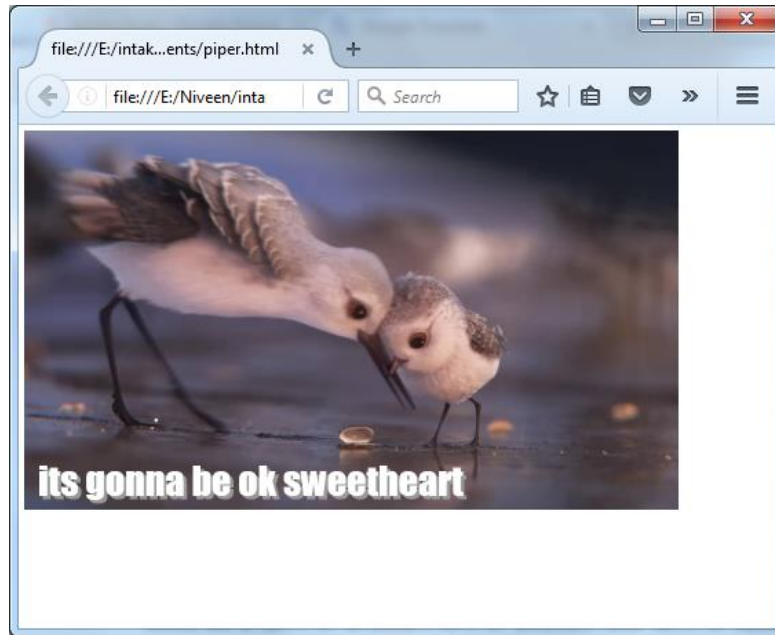 file:///E:/intak...ents/piper.html
file:///E:/Niveen/inta
Search
its gonna be ok sweetheart